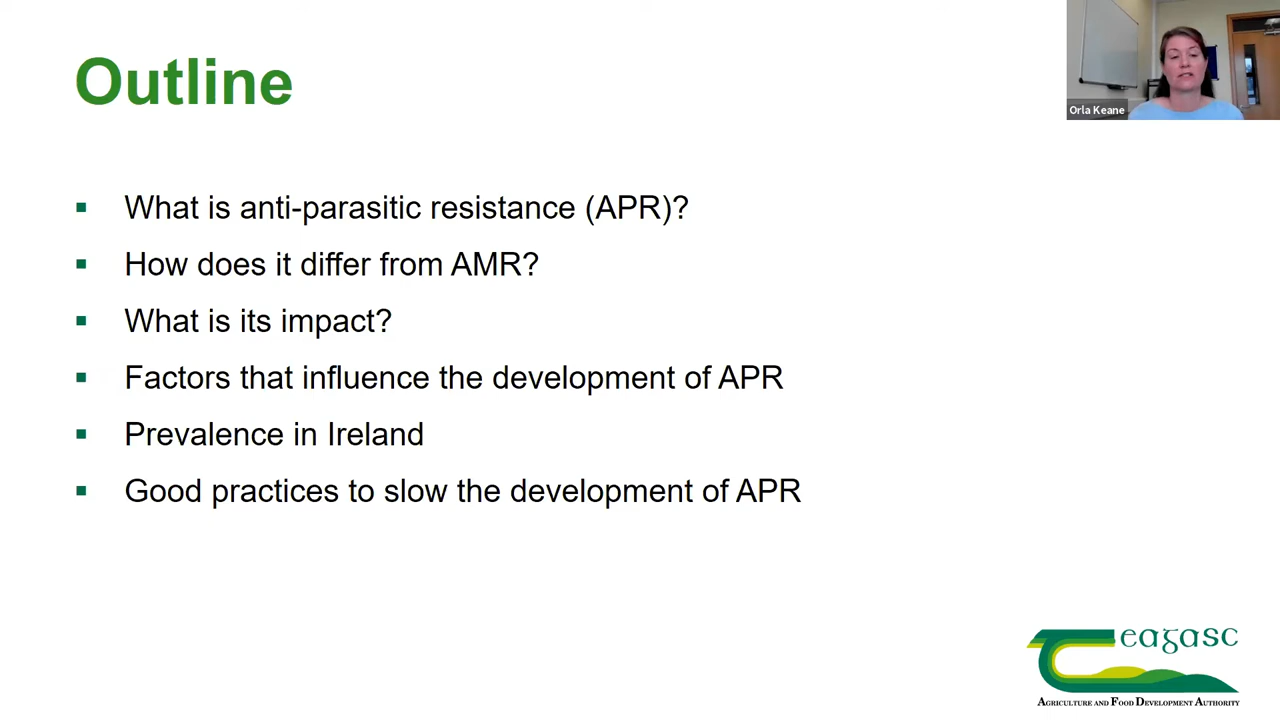 Outline
Orla Keane
What is anti-parasitic resistance (APR)?
How does it differ from AMR?
What is its impact?
Factors that influence the development of APR
Prevalence in Ireland
Good practices to slow the development of APR
eagasc
AGRICULTURE AND FOOD DEVELOPMENT AUTHORITY